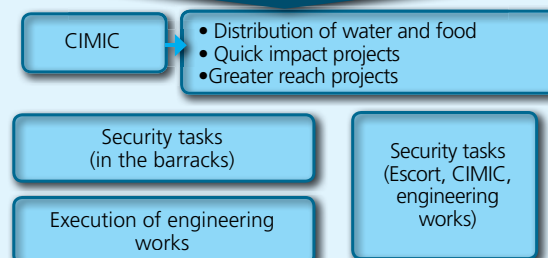 CIMIC
• Distribution of water and food
• Quick impact projects
•Greater reach projects
Security tasks
(in the barracks)
Security tasks
(Escort, CIMIC,
engineering
works)
Execution of engineering
works